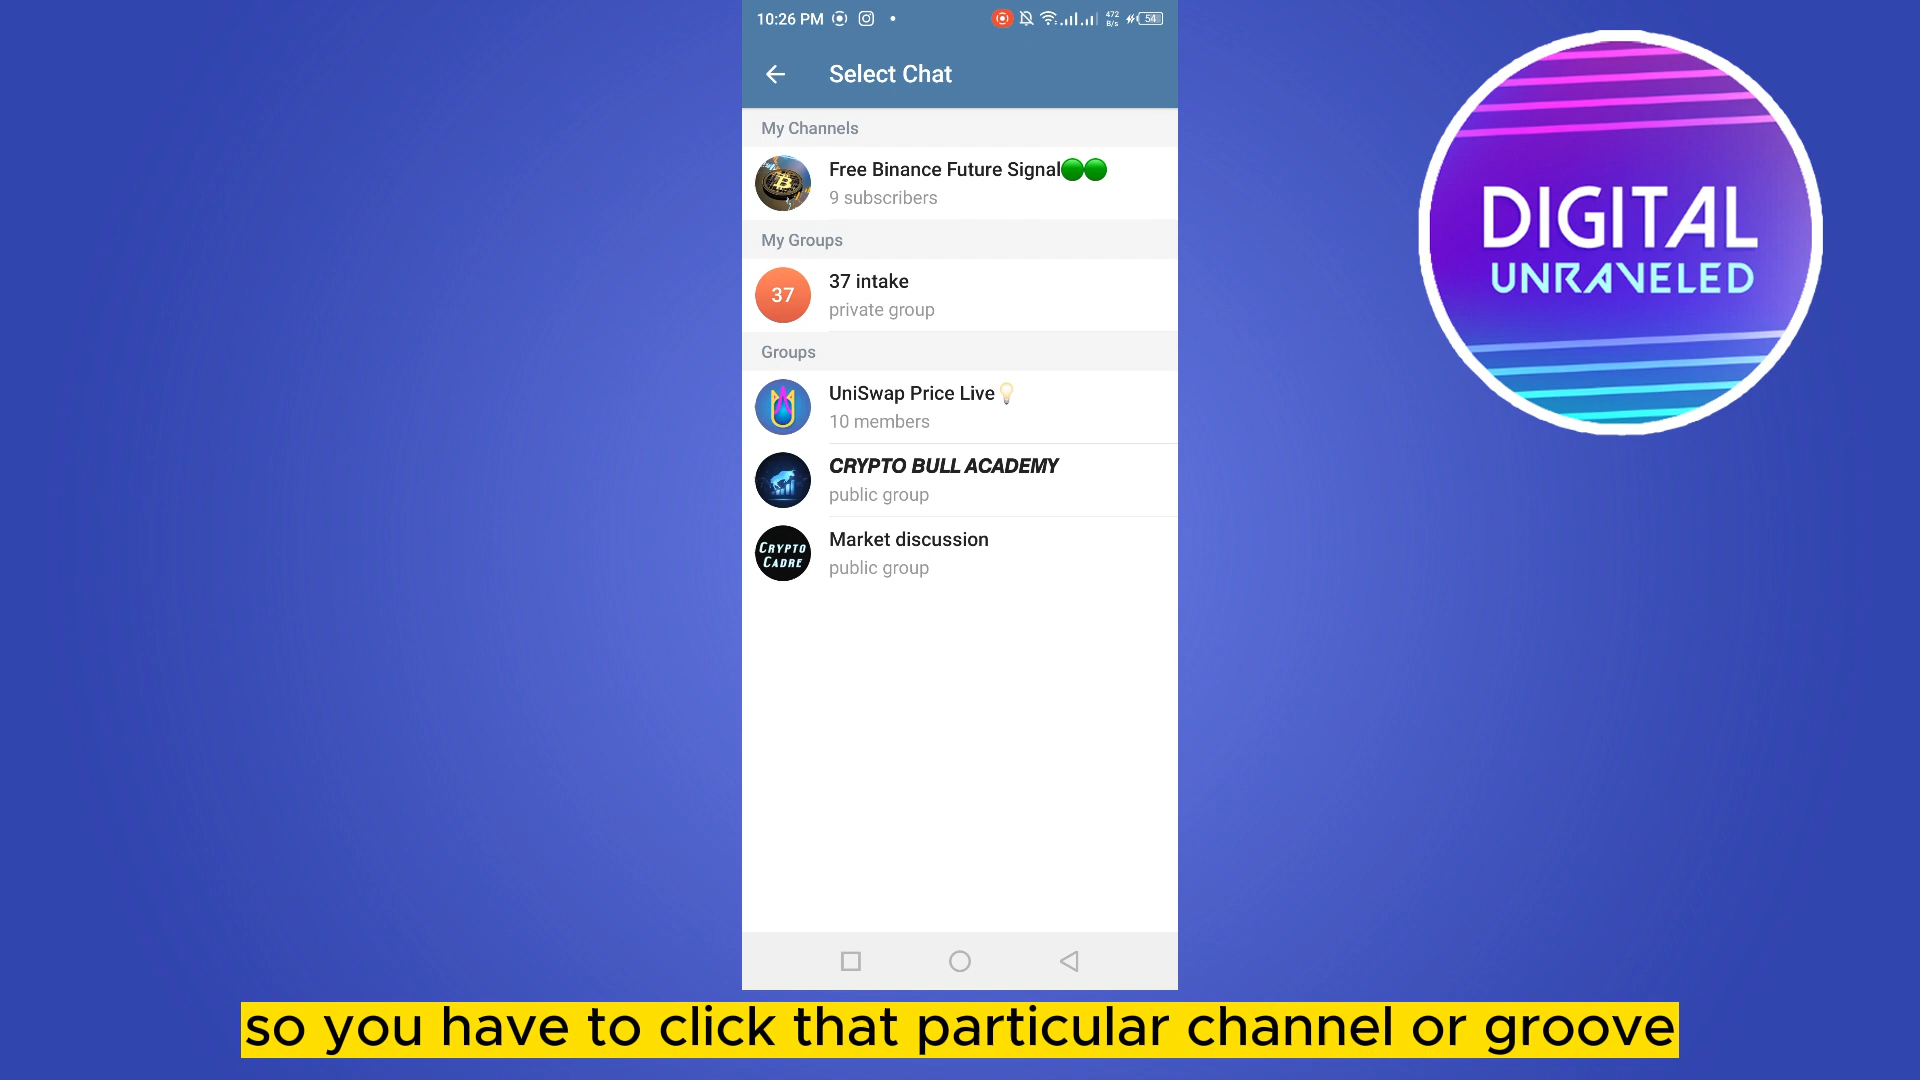 10:26 PM
472
B/s
54
Select Chat
My Channels
Free Binance Future Signal🟢🟢
9 subscribers
My Groups
37
37 intake
private group
Groups
UniSwap Price Live💡
10 members
CRYPTO BULL ACADEMY
public group
CRYPTO
CADRE
Market discussion
public group
DIGITAL
UNRAVELED
so you have to click that particular channel or groove